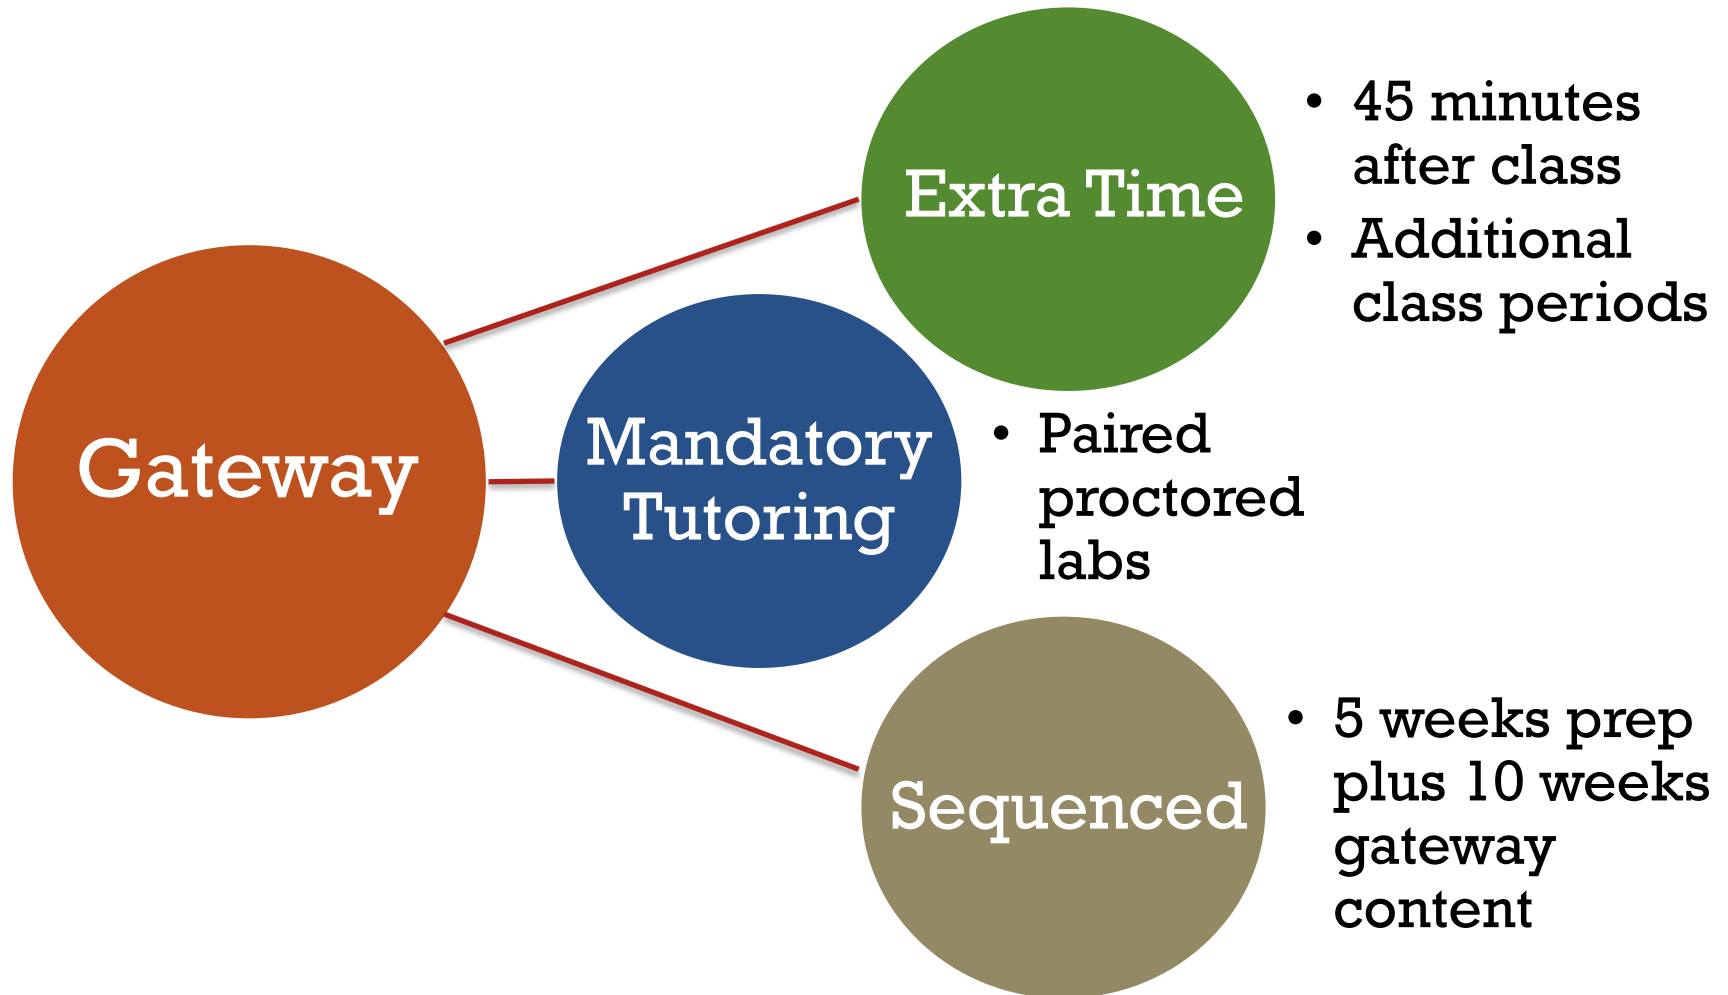 Gateway
Extra Time
• 45 minutes
after class
• Additional
class periods
Mandatory
Tutoring
• Paired
proctored
labs
Sequenced
• 5 weeks prep
plus 10 weeks
gateway
content